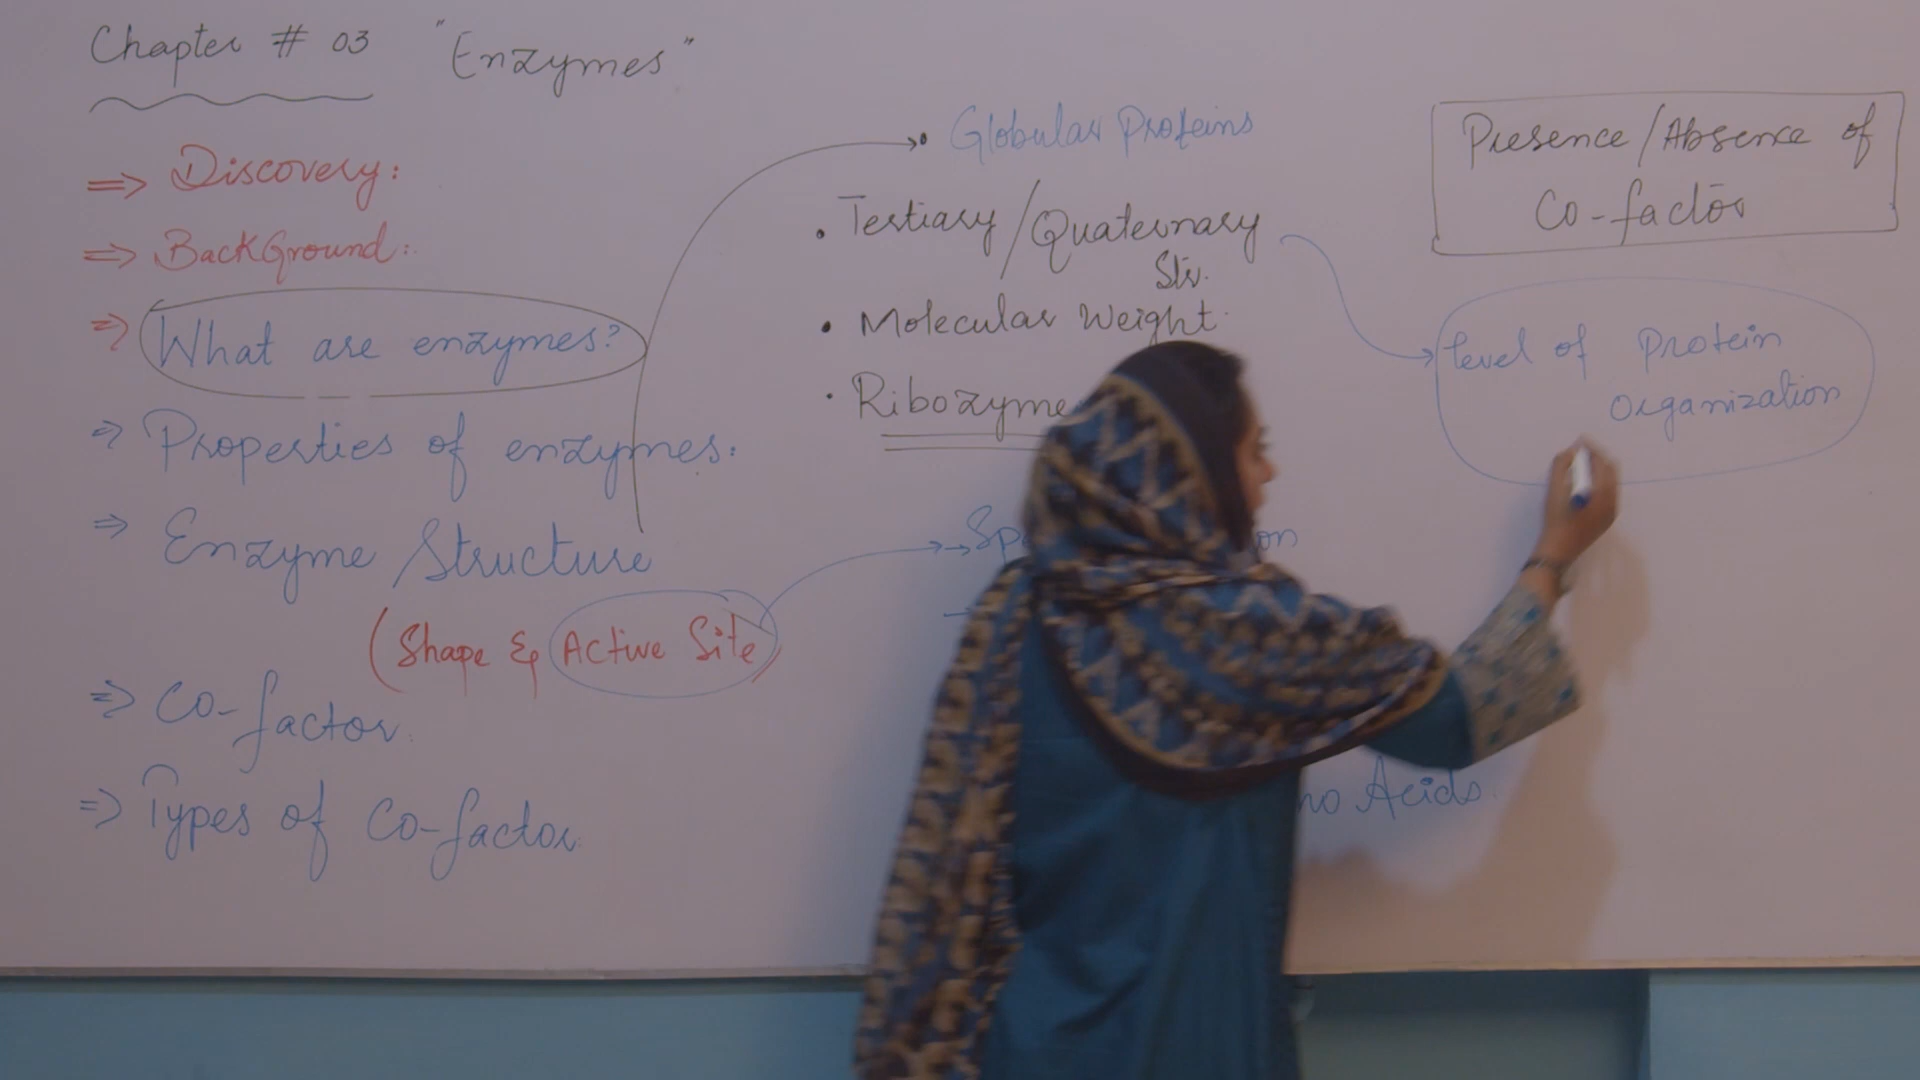 Chapter # 03 "Enzymes"
⇒ Discovery:
⇒ BackGround:
⇒ What are enzymes?
⇒ Properties of enzymes.
⇒ Enzyme Structure
(Shape & Active Site)
⇒ Co-factor.
⇒ Types of Co-factor.
• Globular Proteins
• Tertiary/Quaternary
Str.
• Molecular Weight.
• Ribozyme
Acids.
Presence/Absence of
Co-factor
level of Protein
organization